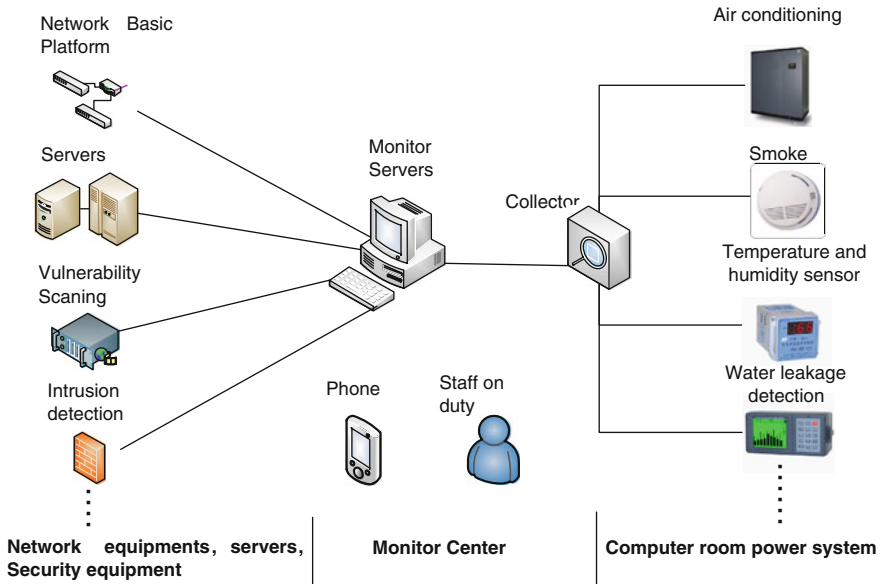 Network Basic
Platform
Servers
Vulnerability
Scaning
Intrusion
detection
Monitor
Servers
Phone
Staff on
duty
Collector
Air conditioning
Smoke
Temperature and
humidity sensor
Water leakage
detection
Network equipments, servers,
Security equipment
Monitor Center
Computer room power system